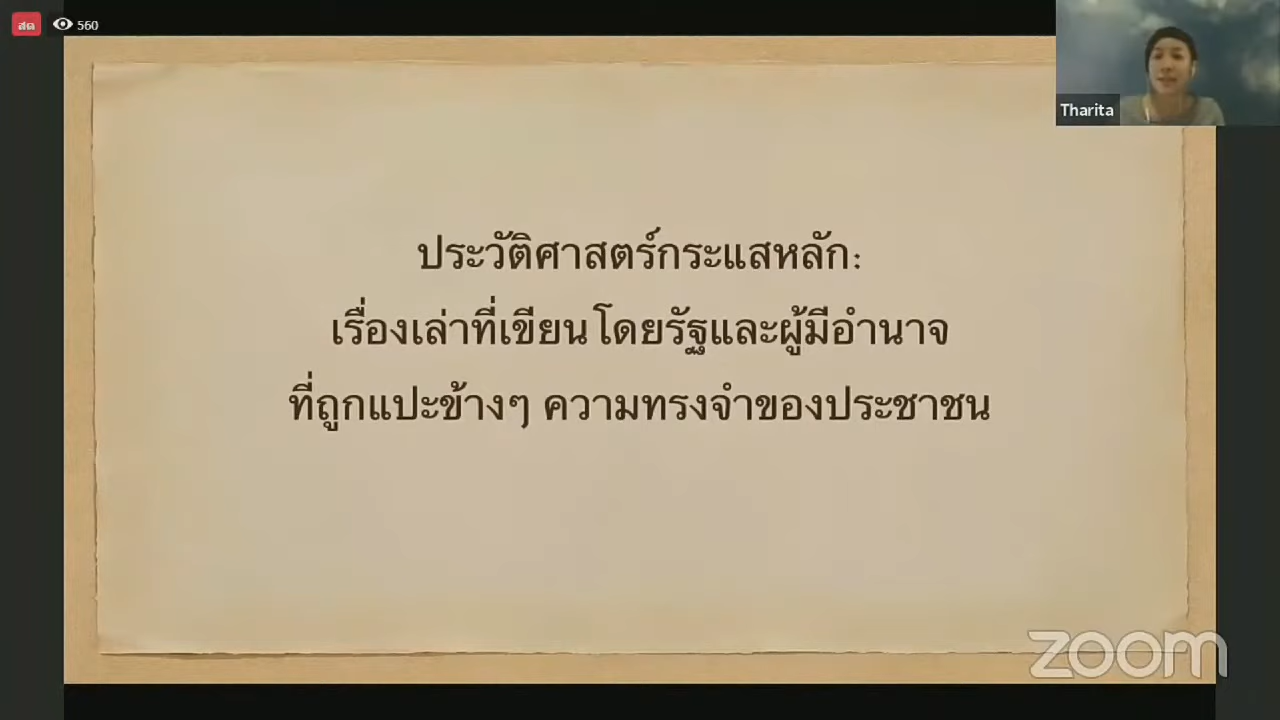 สด 560
Tharita
ประวัติศาสตร์กระแสหลัก:
เรื่องเล่าที่เขียนโดยรัฐและผู้มีอำนาจ
ที่ถูกแปะข้างๆ ความทรงจำของประชาชน
zoom